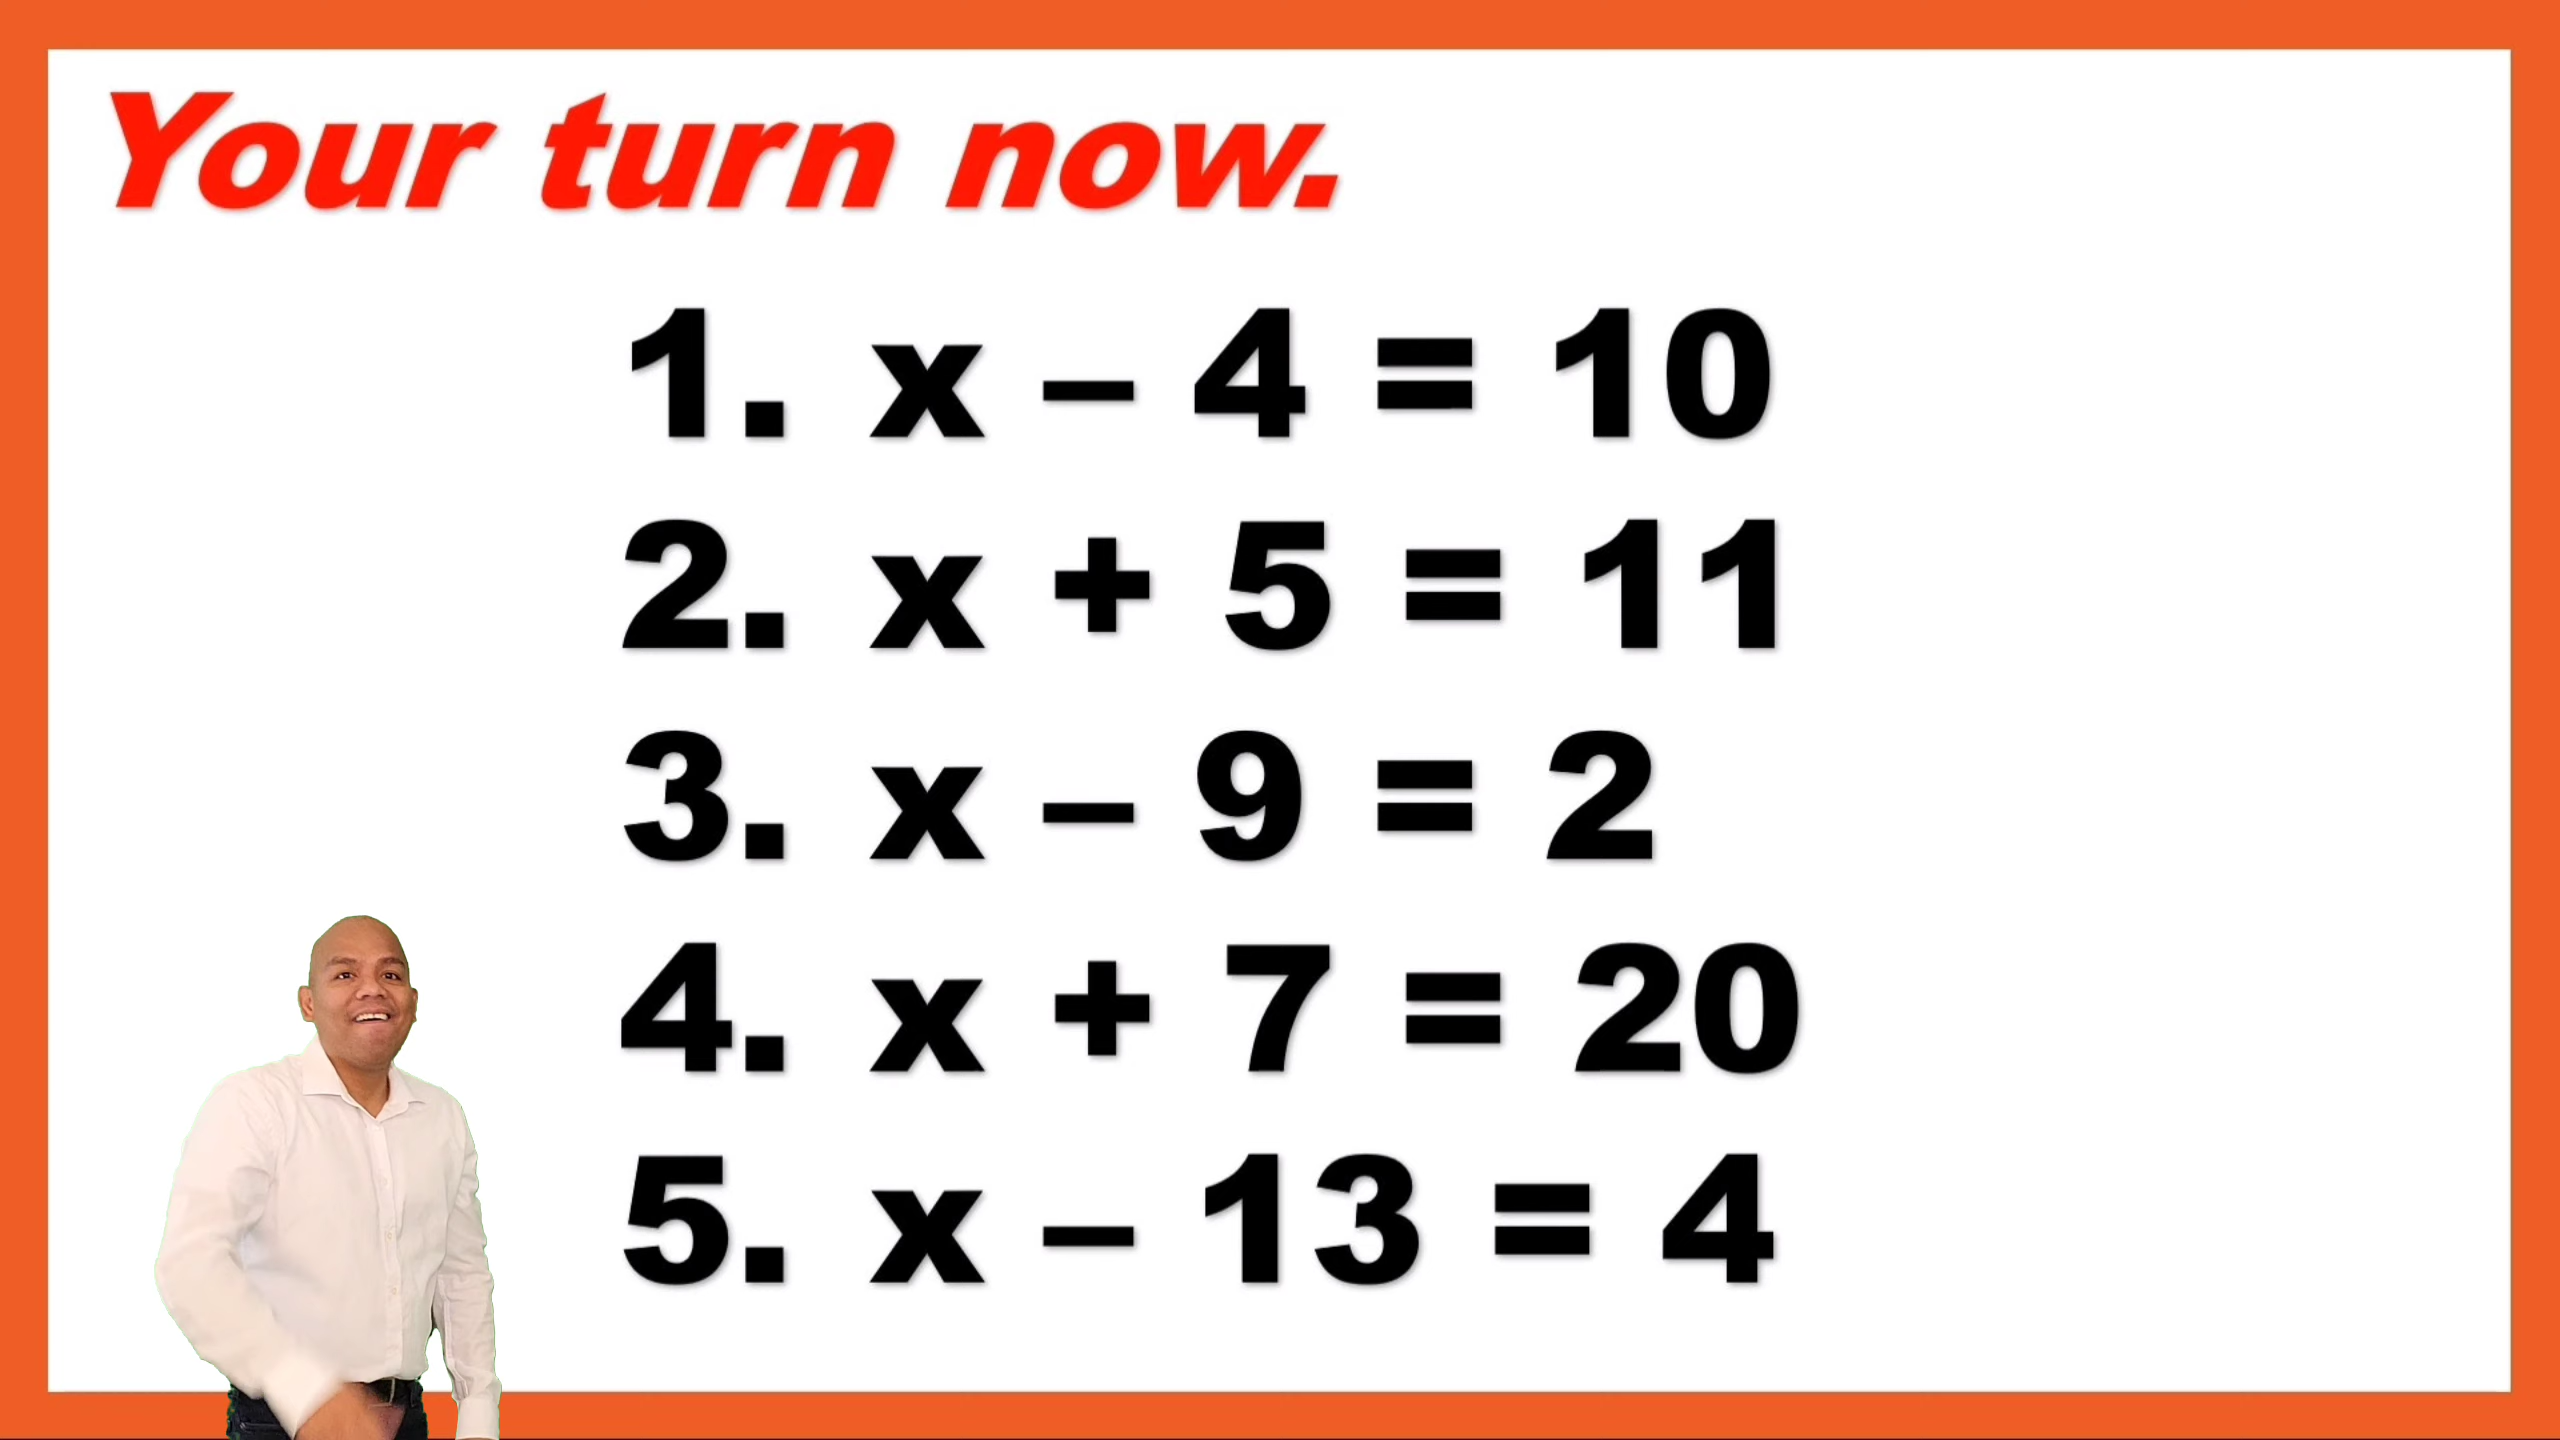 Your turn now.
1. x – 4 = 10
2. x + 5 = 11
3. x – 9 = 2
4. x + 7 = 20
5. x – 13 = 4